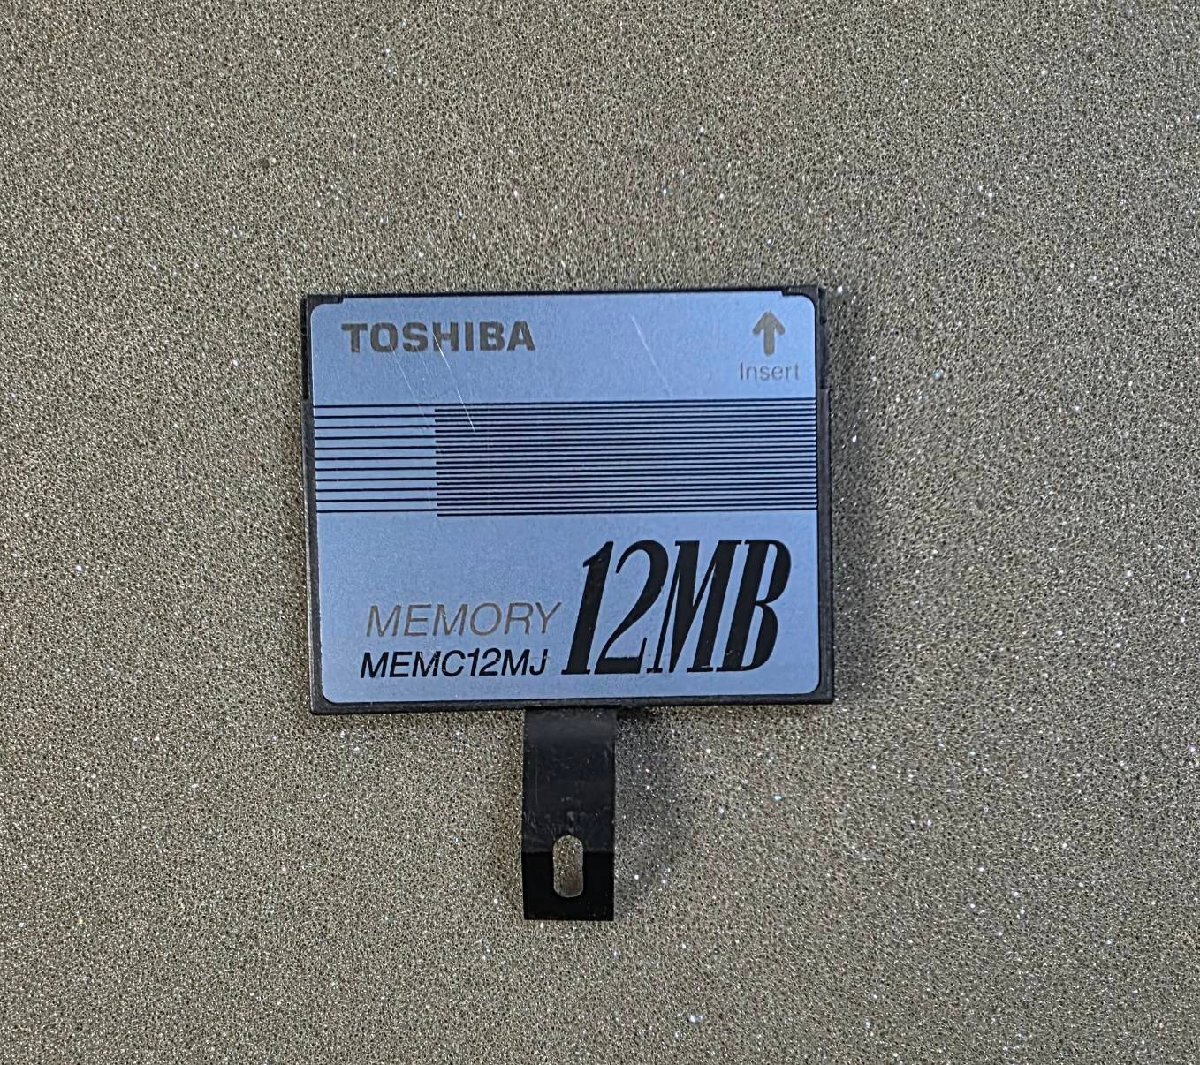 TOSHIBA
Insert
MEMORY
MEMC12MJ
12MB